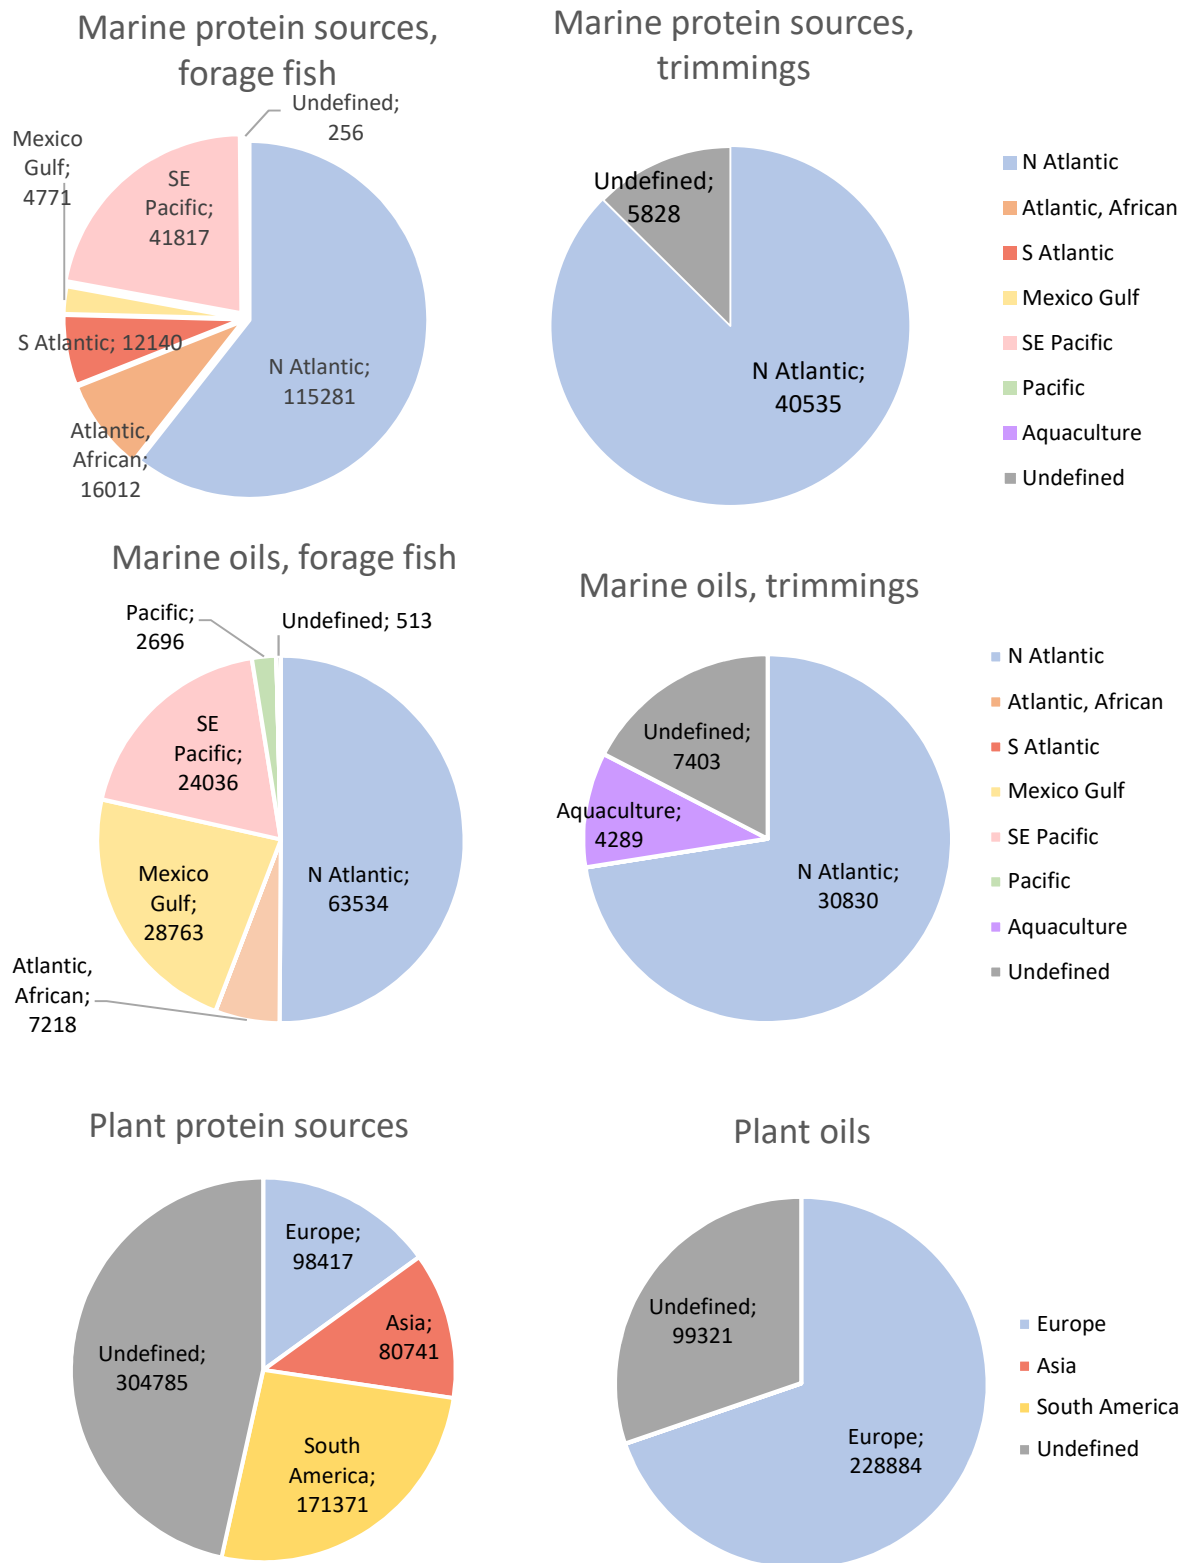 Marine protein sources,
forage fish
Undefined;
256
Mexico
Gulf;
4771
SE
Pacific;
41817
S Atlantic; 12140
N Atlantic;
115281
Atlantic,
African;
16012
Marine protein sources,
trimmings
Undefined;
5828
N Atlantic;
40535
N Atlantic
Atlantic, African
S Atlantic
Mexico Gulf
SE Pacific
Pacific
Aquaculture
Undefined
Marine oils, forage fish
Pacific;
2696
Undefined; 513
SE
Pacific;
24036
Mexico
Gulf;
28763
N Atlantic;
63534
Atlantic,
African;
7218
Marine oils, trimmings
Undefined;
7403
Aquaculture;
4289
N Atlantic;
30830
N Atlantic
Atlantic, African
S Atlantic
Mexico Gulf
SE Pacific
Pacific
Aquaculture
Undefined
Plant protein sources
Europe;
98417
Asia;
80741
Undefined;
304785
South
America;
171371
Plant oils
Undefined;
99321
Europe;
228884
Europe
Asia
South America
Undefined